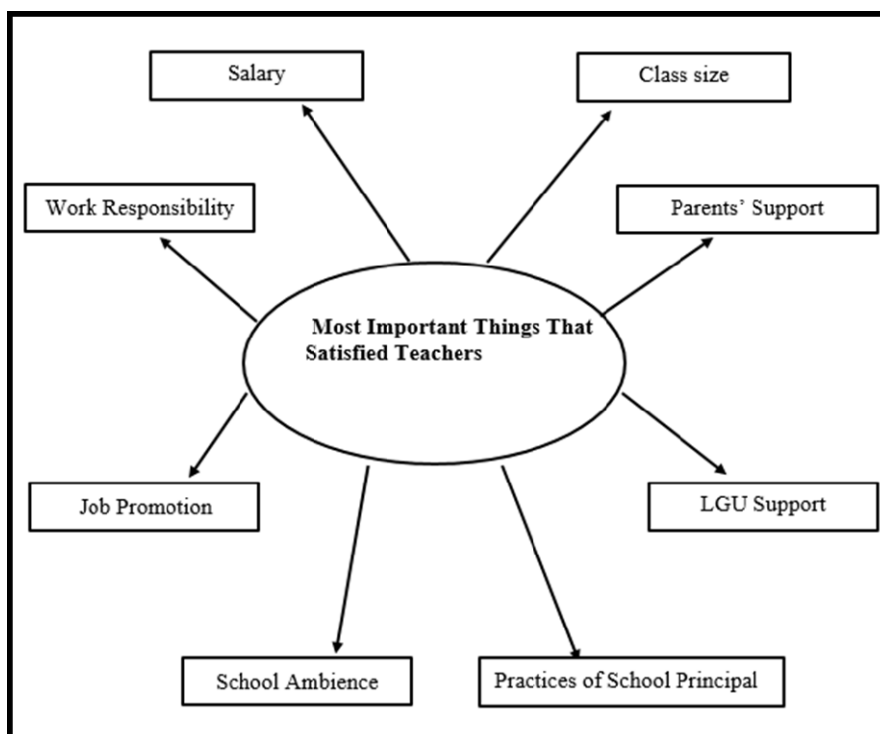 Salary
Class size
Work Responsibility
Parents’ Support
Most Important Things That
Satisfied Teachers
Job Promotion
LGU Support
School Ambience
Practices of School Principal